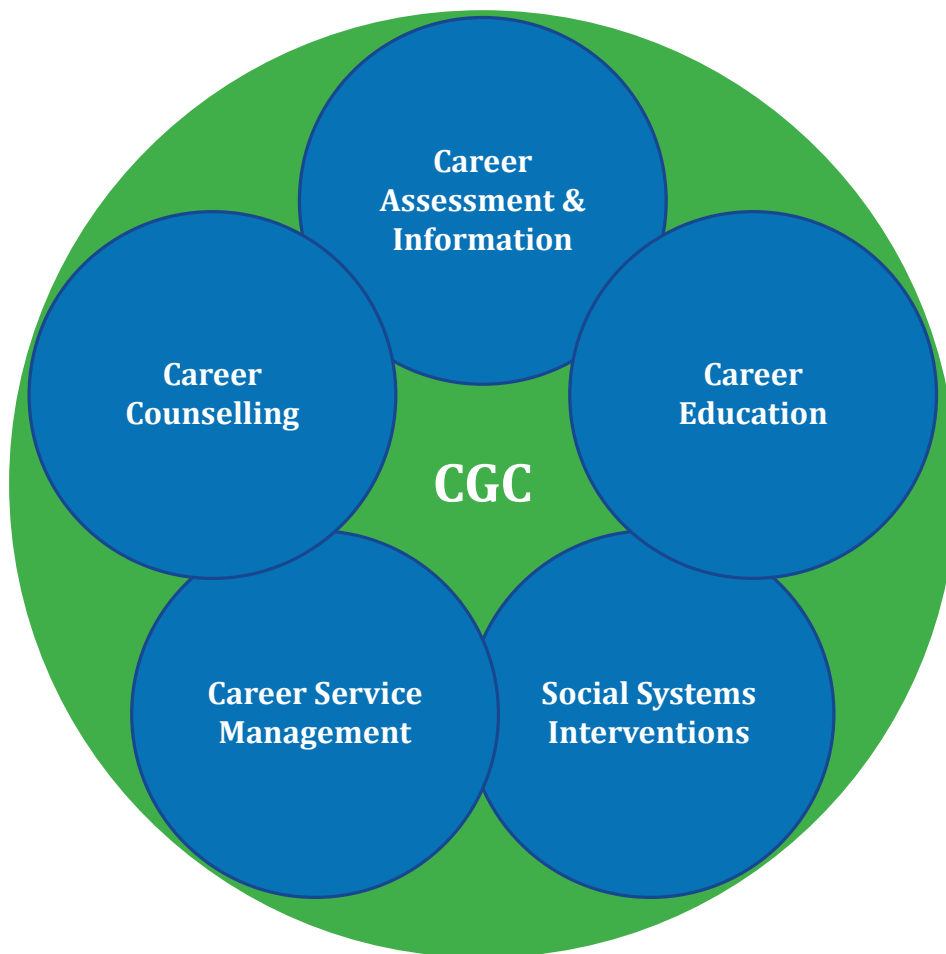 Career
Assessment &
Information
Career
Counselling
Career
Education
CGC
Career Service
Management
Social Systems
Interventions